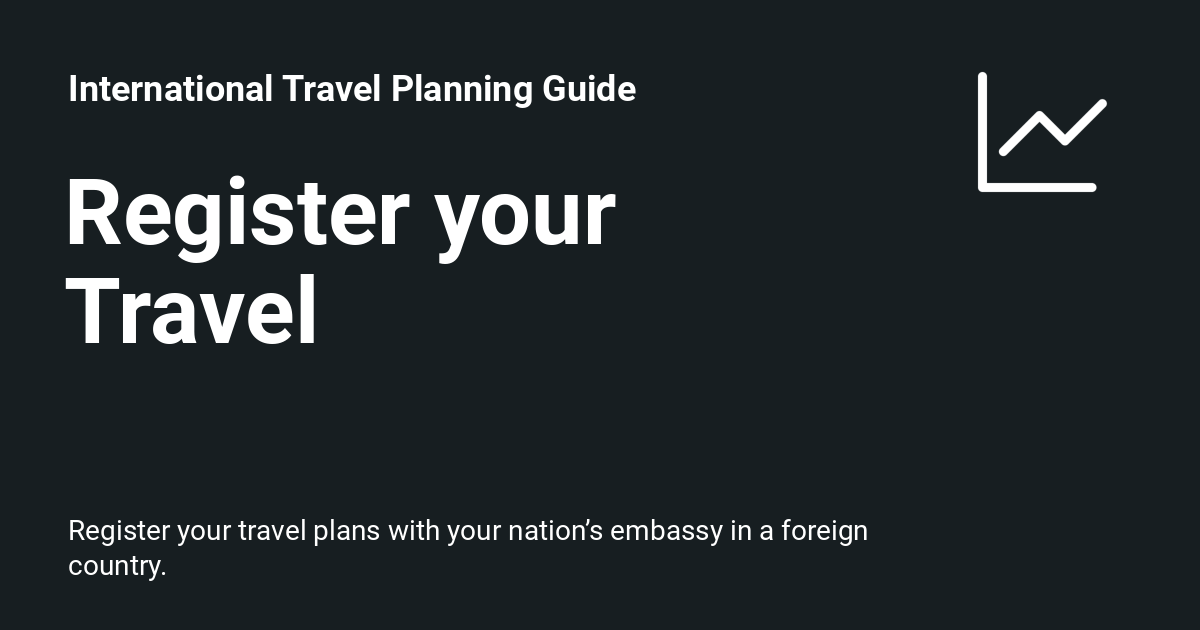 International Travel Planning Guide
Register your
Travel
Register your travel plans with your nation’s embassy in a foreign
country.